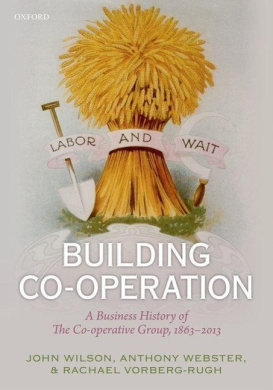 OXFORD
LABOR AND WAIT
BUILDING
CO-OPERATION
A Business History of
The Co-operative Group, 1863–2013
JOHN WILSON, ANTHONY WEBSTER,
& RACHAEL VORBERG-RUGH